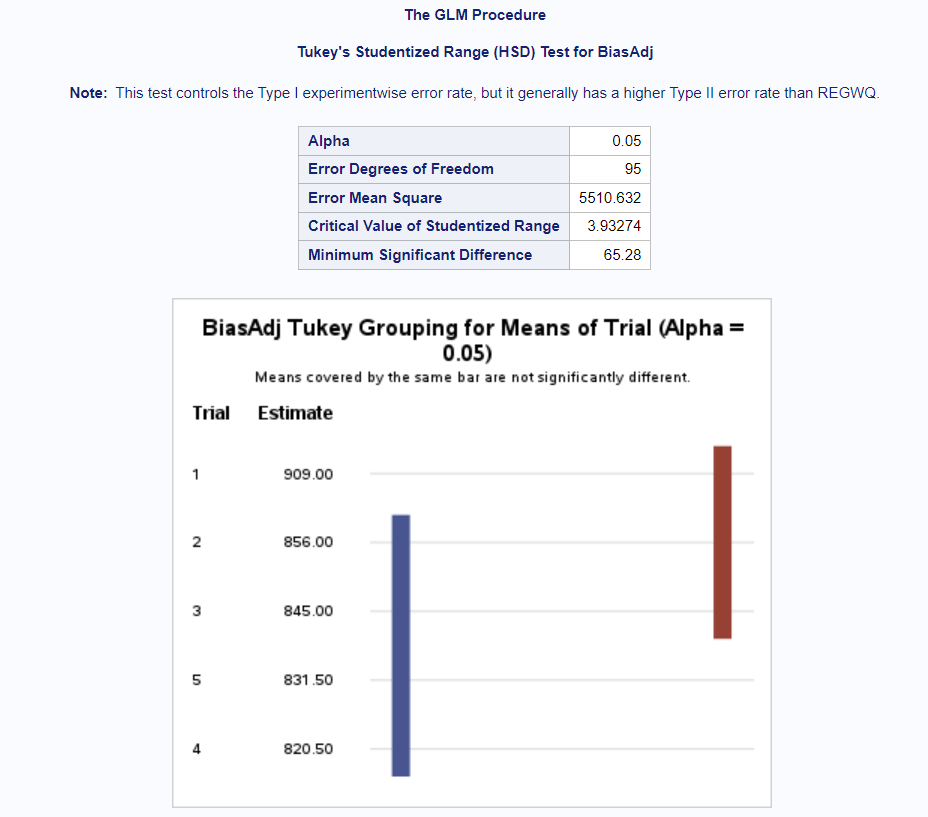 The GLM Procedure
Tukey's Studentized Range (HSD) Test for BiasAdj
Note: This test controls the Type I experimentwise error rate, but it generally has a higher Type II error rate than REGWQ.
Alpha 0.05
Error Degrees of Freedom 95
Error Mean Square 5510.632
Critical Value of Studentized Range 3.93274
Minimum Significant Difference 65.28
BiasAdj Tukey Grouping for Means of Trial (Alpha =
0.05)
Means covered by the same bar are not significantly different.
Trial Estimate
1 909.00
2 856.00
3 845.00
5 831.50
4 820.50